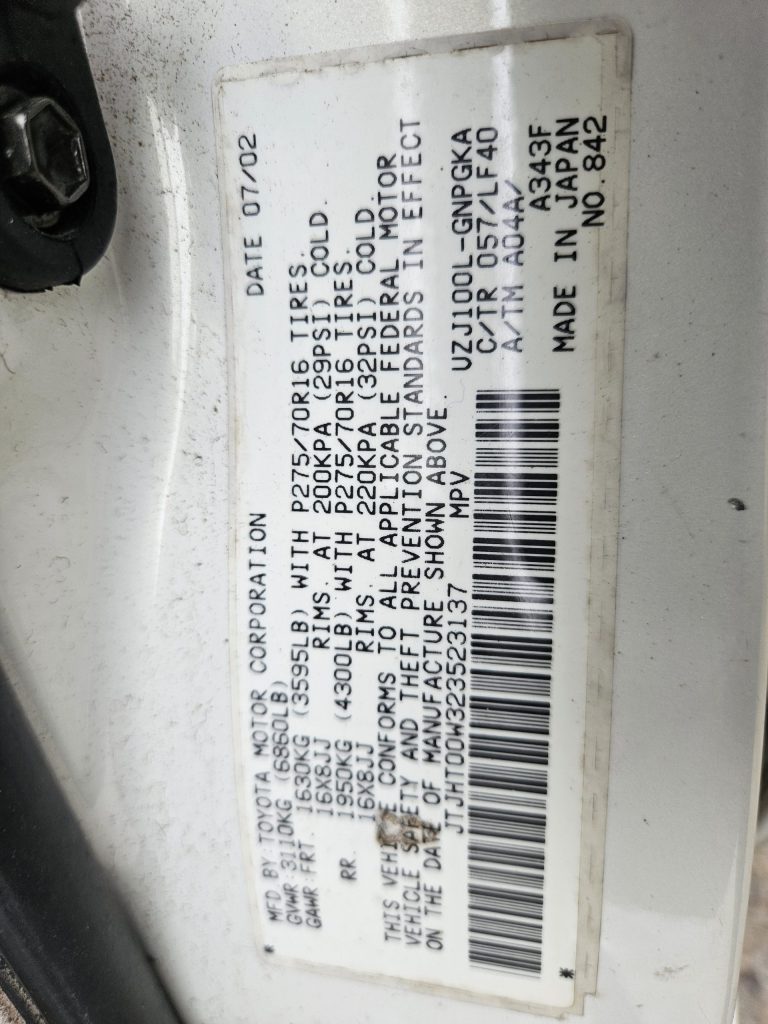 * MFD BY: TOYOTA MOTOR CORPORATION DATE 07/02
GVWR: 3110KG (6860LB)
GAWR: FRT. 1630KG (3595LB) WITH P275/70R16 TIRES.
16X8JJ RIMS. AT 200KPA (29PSI) COLD.
RR. 1950KG (4300LB) WITH P275/70R16 TIRES.
16X8JJ RIMS. AT 220KPA (32PSI) COLD.
THIS VEHICLE CONFORMS TO ALL APPLICABLE FEDERAL MOTOR
VEHICLE SAFETY AND THEFT PREVENTION STANDARDS IN EFFECT
ON THE DATE OF MANUFACTURE SHOWN ABOVE.
JTJHT00W323523137 MPV
UZJ100L-GNPGKA
C/TR 057/LF40
A/TM A04A/
A343F
* MADE IN JAPAN
NO.842